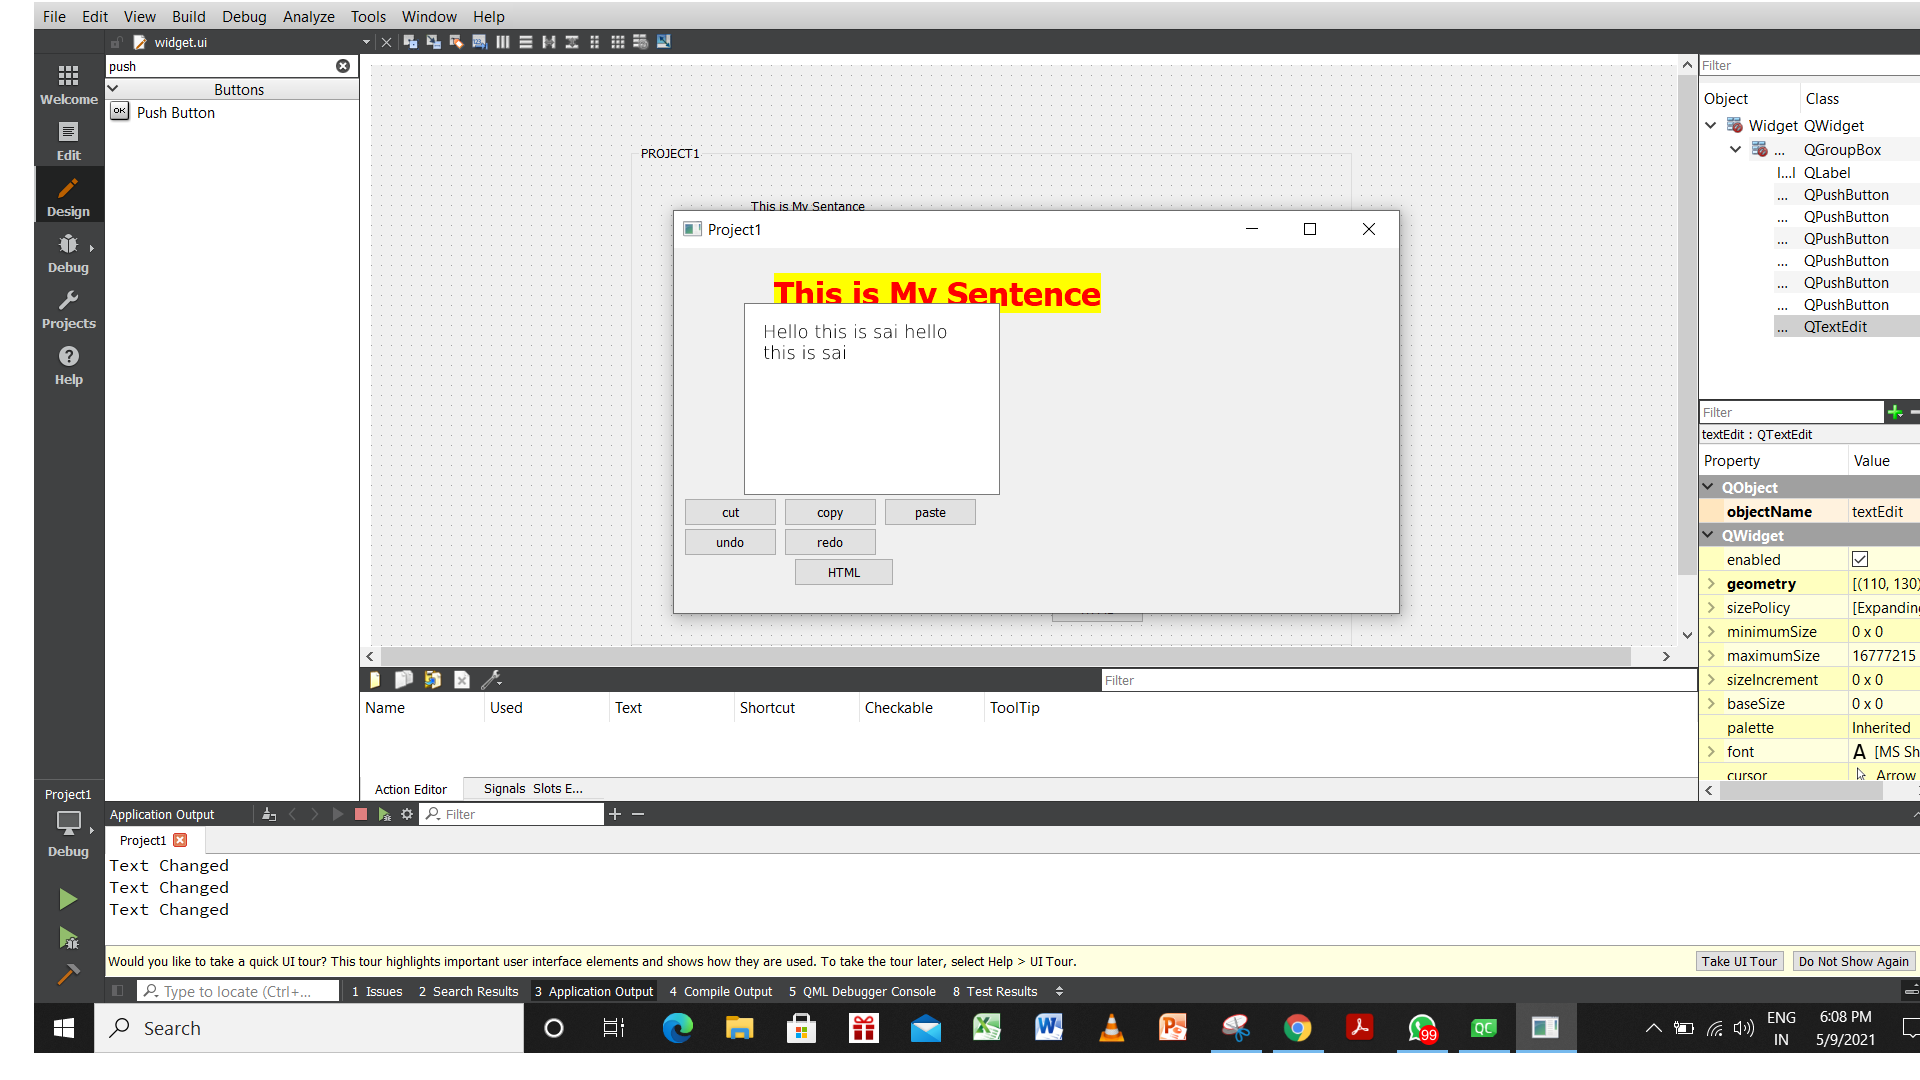 File Edit View Build Debug Analyze Tools Window Help
widget.ui
push
Buttons
OK Push Button
Welcome
Edit
Design
Debug
Projects
Help
PROJECT1
This is My Sentance
Project1
This is My Sentence
Hello this is sai hello
this is sai
cut copy paste
undo redo
HTML
Filter
Object Class
Widget QWidget
... QGroupBox
l...l QLabel
... QPushButton
... QPushButton
... QPushButton
... QPushButton
... QPushButton
... QPushButton
... QTextEdit
Filter
textEdit : QTextEdit
Property Value
QObject
objectName textEdit
QWidget
enabled
geometry [(110, 130)
sizePolicy [Expanding
minimumSize 0 x 0
maximumSize 16777215
sizeIncrement 0 x 0
baseSize 0 x 0
palette Inherited
font A [MS Sh
cursor Arrow
Filter
Name Used Text Shortcut Checkable ToolTip
Action Editor Signals Slots E...
Project1
Debug
Application Output Filter
Project1
Text Changed
Text Changed
Text Changed
Would you like to take a quick UI tour? This tour highlights important user interface elements and shows how they are used. To take the tour later, select Help > UI Tour.
Take UI Tour Do Not Show Again
Type to locate (Ctrl+... 1 Issues 2 Search Results 3 Application Output 4 Compile Output 5 QML Debugger Console 8 Test Results
Search
99
QC
ENG
IN
6:08 PM
5/9/2021